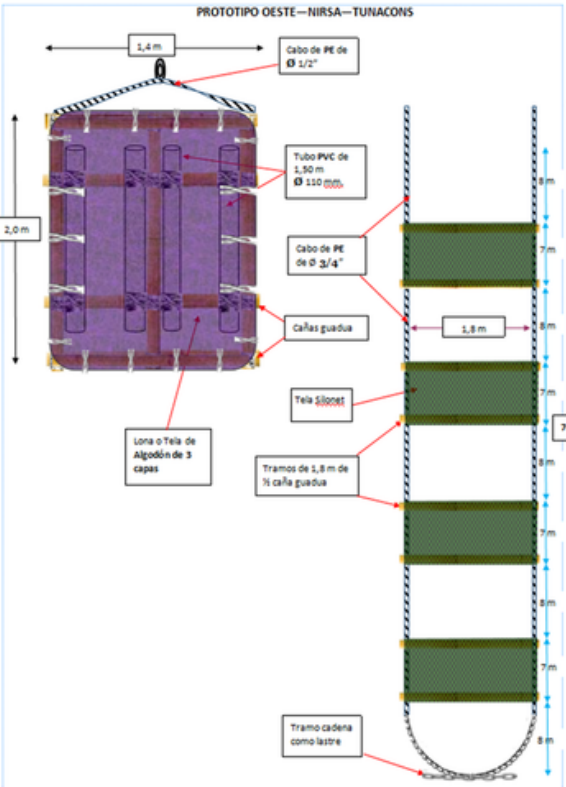 PROTOTIPO OESTE—NIRSA—TUNACONS
1,4 m
Cabo de PE de
Ø 1/2"
2,0 m
Tubo PVC de
1,50 m
Ø 110 mm.
Cabo de PE
de Ø 3/4"
Cañas guadua
Lona o Tela de
Algodón de 3
capas
8 m
7 m
8 m
1,8 m
7 m
Tela Silonet
7
Tramos de 1,8 m de
½ caña guadua
8 m
7 m
8 m
7 m
8 m
Tramo cadena
como lastre